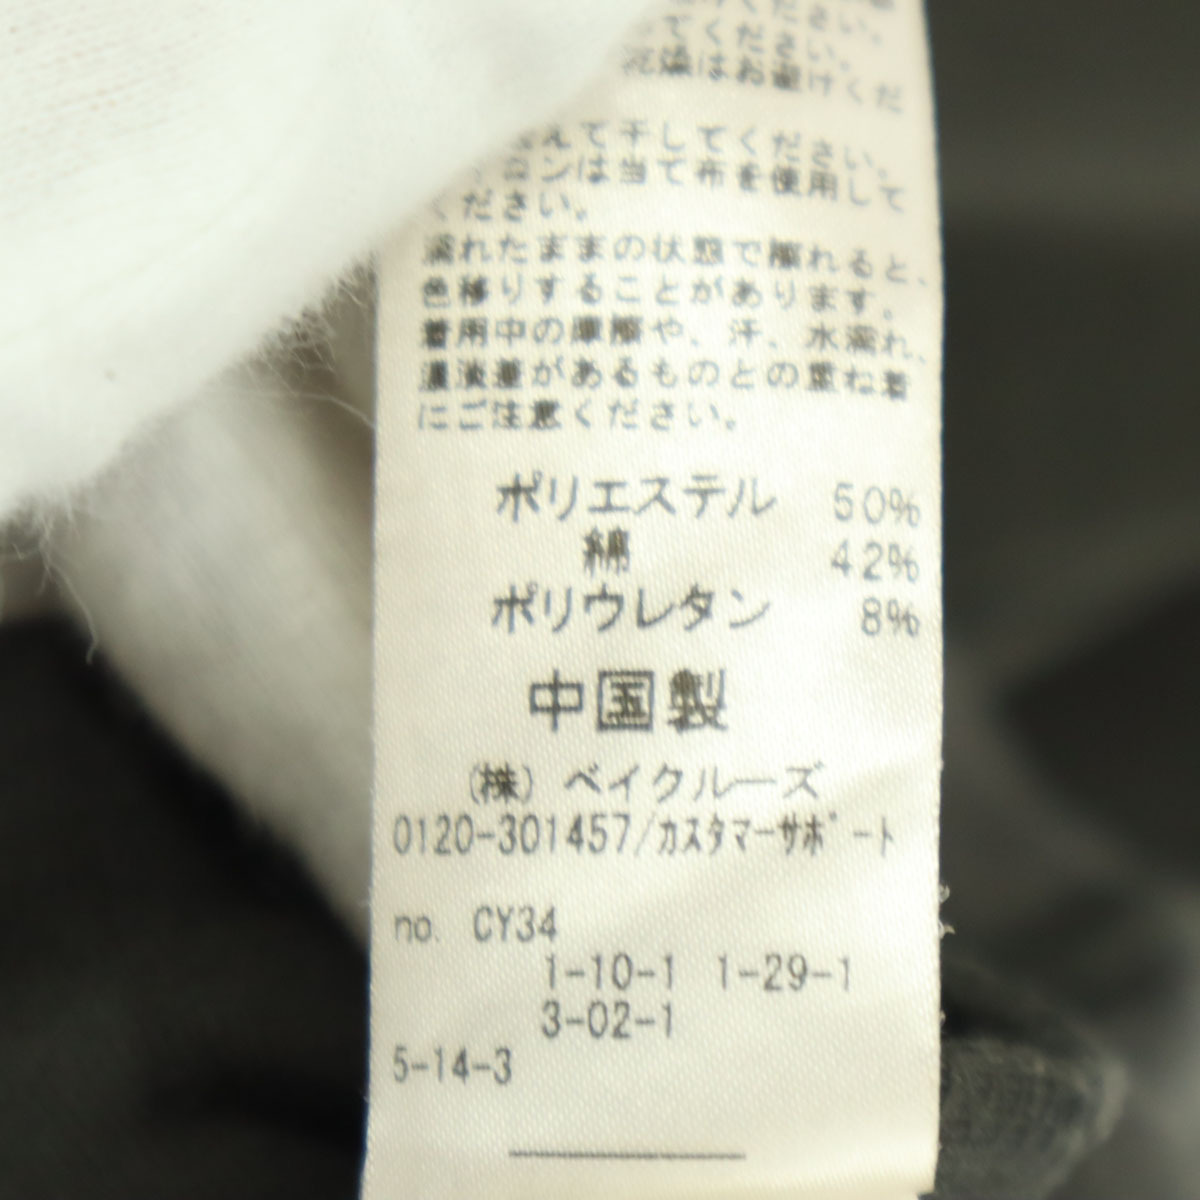 ください。
てください。
乾燥はお避けくだ
えて干してください。
ロンは当て布を使用して
ください。
濡れたままの状態で擦れると、
色移りすることがあります。
着用中の摩擦や、汗、水濡れ、
濃淡差があるものとの重ね着
にご注意ください。
ポリエステル 50%
綿 42%
ポリウレタン 8%
中国製
(株) ベイクルーズ
0120-301457/カスタマーサポート
no. CY34
1-10-1 1-29-1
3-02-1
5-14-3